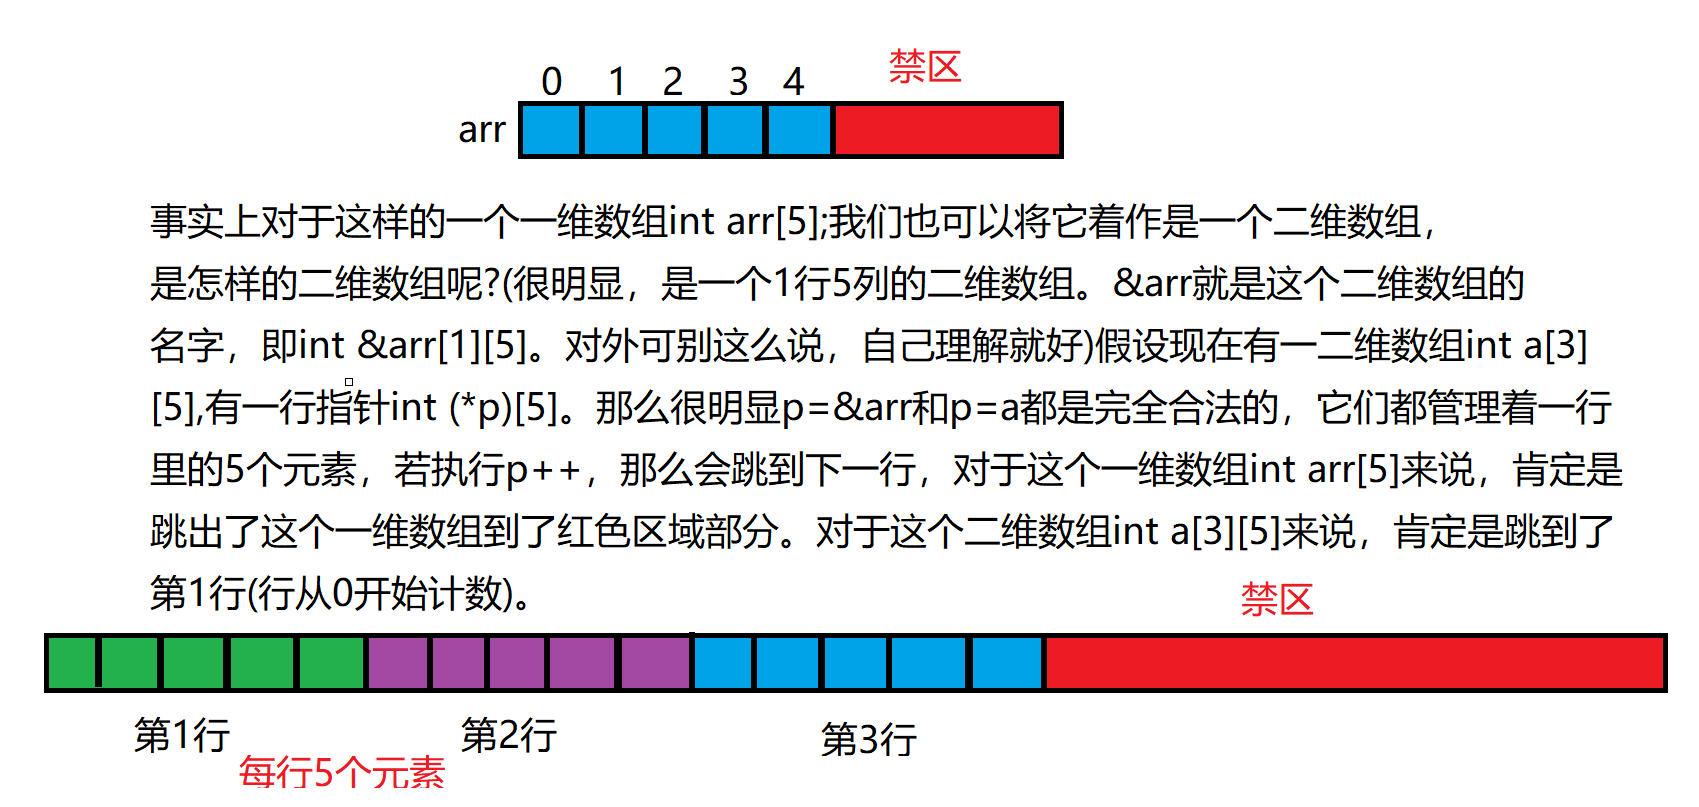 禁区
0 1 2 3 4
arr
事实上对于这样的一个一维数组int arr[5];我们也可以将它着作是一个二维数组，
是怎样的二维数组呢?(很明显，是一个1行5列的二维数组。&arr就是这个二维数组的
名字，即int &arr[1][5]。对外可别这么说，自己理解就好)假设现在有一二维数组int a[3]
[5],有一行指针int (*p)[5]。那么很明显p=&arr和p=a都是完全合法的，它们都管理着一行
里的5个元素，若执行p++，那么会跳到下一行，对于这个一维数组int arr[5]来说，肯定是
跳出了这个一维数组到了红色区域部分。对于这个二维数组int a[3][5]来说，肯定是跳到了
第1行(行从0开始计数)。
禁区
第1行 第2行 第3行
每行5个元素